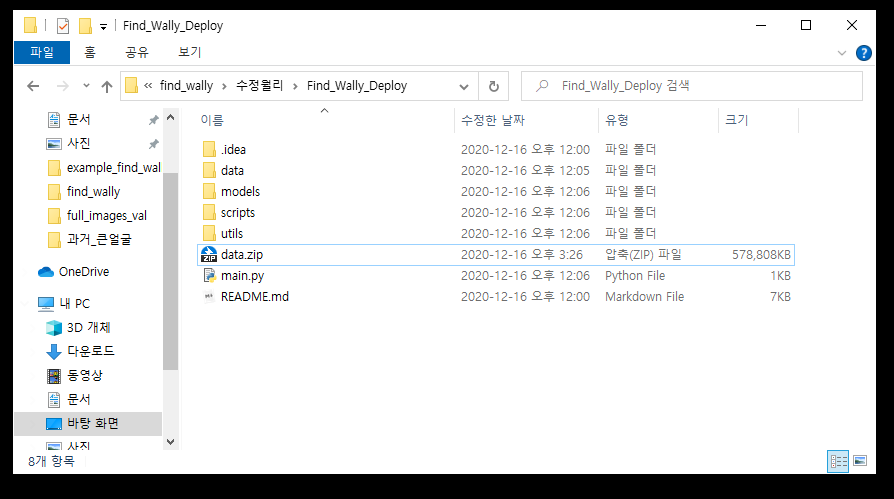 Find_Wally_Deploy
파일 홈 공유 보기
« find_wally › 수정월리 › Find_Wally_Deploy
Find_Wally_Deploy 검색
문서
사진
example_find_wal
find_wally
full_images_val
과거_큰얼굴
OneDrive
내 PC
3D 개체
다운로드
동영상
문서
바탕 화면
사진
이름 수정한 날짜 유형 크기
.idea 2020-12-16 오후 12:00 파일 폴더
data 2020-12-16 오후 12:05 파일 폴더
models 2020-12-16 오후 12:06 파일 폴더
scripts 2020-12-16 오후 12:06 파일 폴더
utils 2020-12-16 오후 12:06 파일 폴더
ZIP data.zip 2020-12-16 오후 3:26 압축(ZIP) 파일 578,808KB
main.py 2020-12-16 오후 12:06 Python File 1KB
README.md 2020-12-16 오후 12:00 Markdown File 7KB
8개 항목